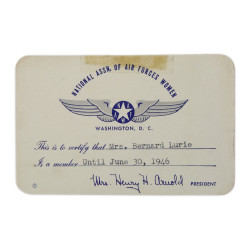 NATIONAL ASSN. OF AIR FORCES WOMEN
WASHINGTON, D. C.
This is to certify that Mrs. Bernard Lurie
Is a member Until June 30, 1946
Mrs. Henry H. Arnold PRESIDENT